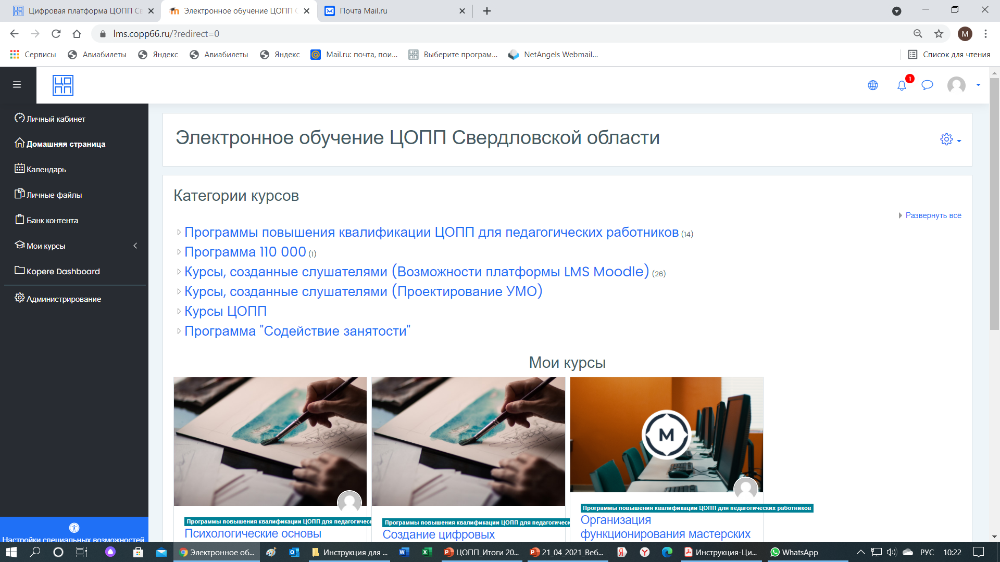 Цифровая платформа ЦОПП Св
Электронное обучение ЦОПП С
Почта Mail.ru
lms.copp66.ru/?redirect=0
М
Сервисы
Авиабилеты
Яндекс
Авиабилеты
Яндекс
Mail.ru: почта, пои...
Выберите програм...
NetAngels Webmail...
Список для чтения
ЦОПП
1
Личный кабинет
Домашняя страница
Календарь
Личные файлы
Банк контента
Мои курсы
Kopere Dashboard
Администрирование
Настройки специальных возможностей.
Электронное обучение ЦОПП Свердловской области
Категории курсов
Развернуть всё
Программы повышения квалификации ЦОПП для педагогических работников (14)
Программа 110 000 (1)
Курсы, созданные слушателями (Возможности платформы LMS Moodle) (26)
Курсы, созданные слушателями (Проектирование УМО)
Курсы ЦОПП
Программа "Содействие занятости"
Мои курсы
Программы повышения квалификации ЦОПП для педагогичес
Психологические основы
Программы повышения квалификации ЦОПП для педагогичес
Создание цифровых
М
Программы повышения квалификации ЦОПП для педагогических работников
Организация
функционирования мастерских
Электронное об...
Инструкция для ...
ЦОПП_Итоги 20...
21_04_2021_Веб...
Инструкция-Ци...
WhatsApp
РУС
10:22